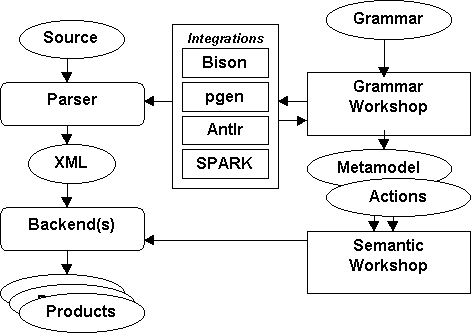 Source
Parser
XML
Backend(s)
Products
Integrations
Bison
pgen
Antlr
SPARK
Grammar
Grammar
Workshop
Metamodel
Actions
Semantic
Workshop